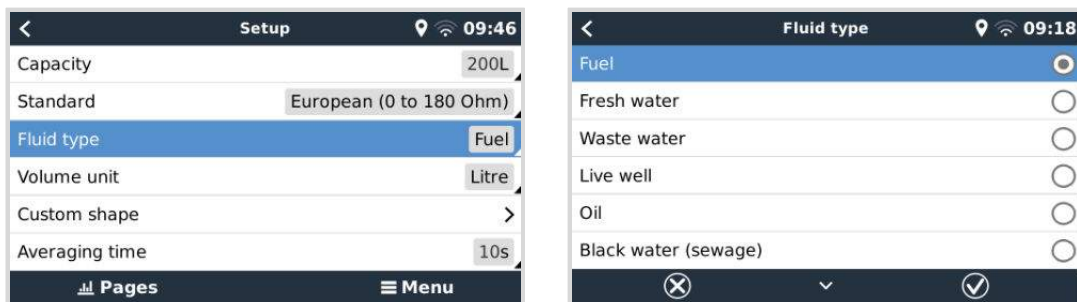 Setup 09:46
Capacity 200L
Standard European (0 to 180 Ohm)
Fluid type Fuel
Volume unit Litre
Custom shape
Averaging time 10s
Pages Menu
Fluid type 09:18
Fuel
Fresh water
Waste water
Live well
Oil
Black water (sewage)